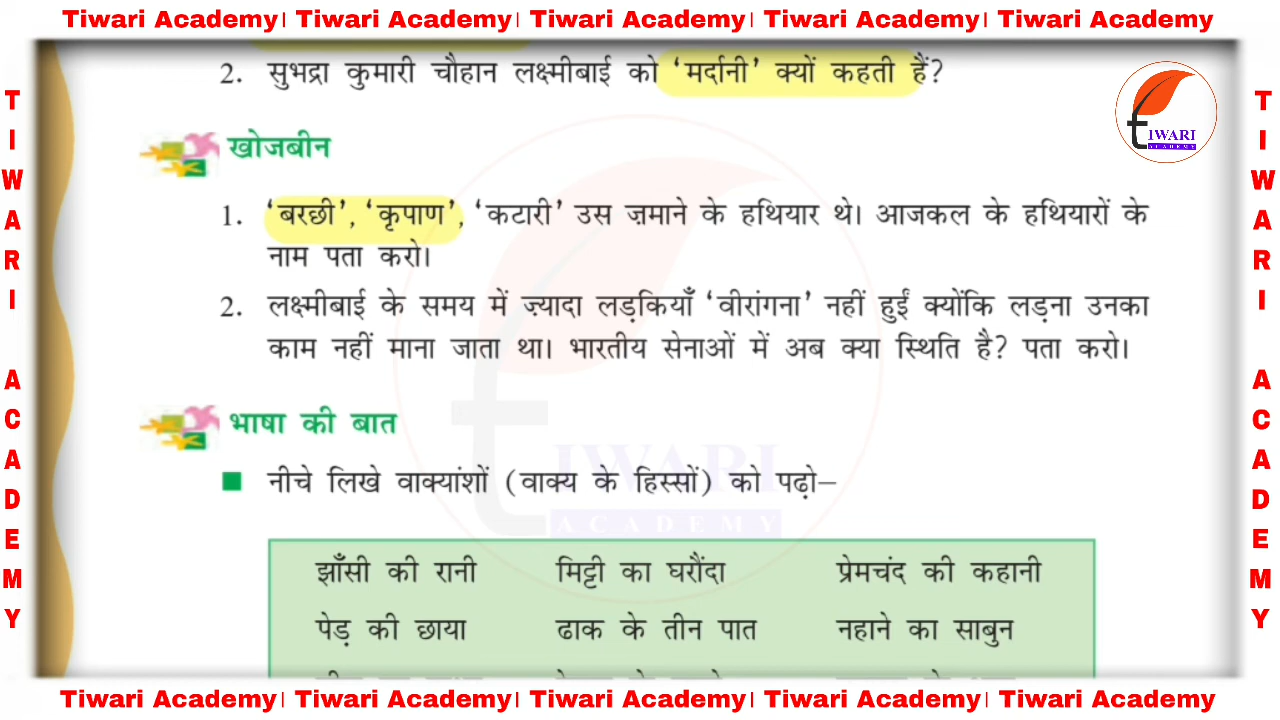 Tiwari Academy। Tiwari Academy। Tiwari Academy। Tiwari Academy। Tiwari Academy
2. सुभद्रा कुमारी चौहान लक्ष्मीबाई को ‘मर्दानी’ क्यों कहती हैं?
खोजबीन
1. ‘बरछी’, ‘कृपाण’, ‘कटारी’ उस ज़माने के हथियार थे। आजकल के हथियारों के
नाम पता करो।
2. लक्ष्मीबाई के समय में ज़्यादा लड़कियाँ ‘वीरांगना’ नहीं हुईं क्योंकि लड़ना उनका
काम नहीं माना जाता था। भारतीय सेनाओं में अब क्या स्थिति है? पता करो।
भाषा की बात
नीचे लिखे वाक्यांशों (वाक्य के हिस्सों) को पढ़ो–
झाँसी की रानी मिट्टी का घरौंदा प्रेमचंद की कहानी
पेड़ की छाया ढाक के तीन पात नहाने का साबुन
TIWARI ACADEMY
TIWARI ACADEMY
tIWARI
ACADEMY
tIWARI
ACADEMY
Tiwari Academy। Tiwari Academy। Tiwari Academy। Tiwari Academy। Tiwari Academy